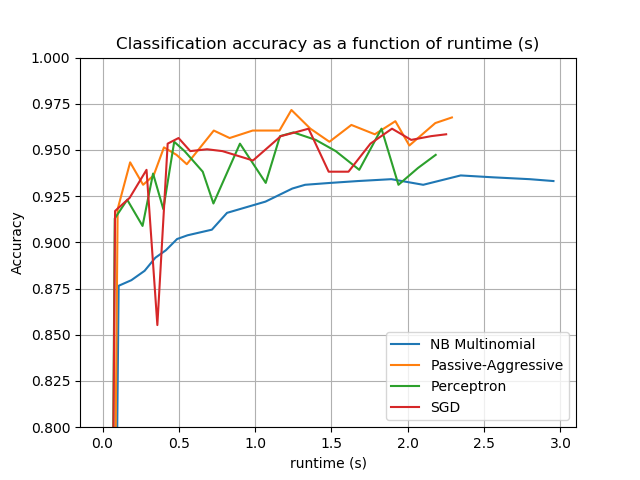 Classification accuracy as a function of runtime (s)
1.000
0.975
0.950
0.925
0.900
0.875
0.850
0.825
0.800
Accuracy
NB Multinomial
Passive-Aggressive
Perceptron
SGD
0.0 0.5 1.0 1.5 2.0 2.5 3.0
runtime (s)